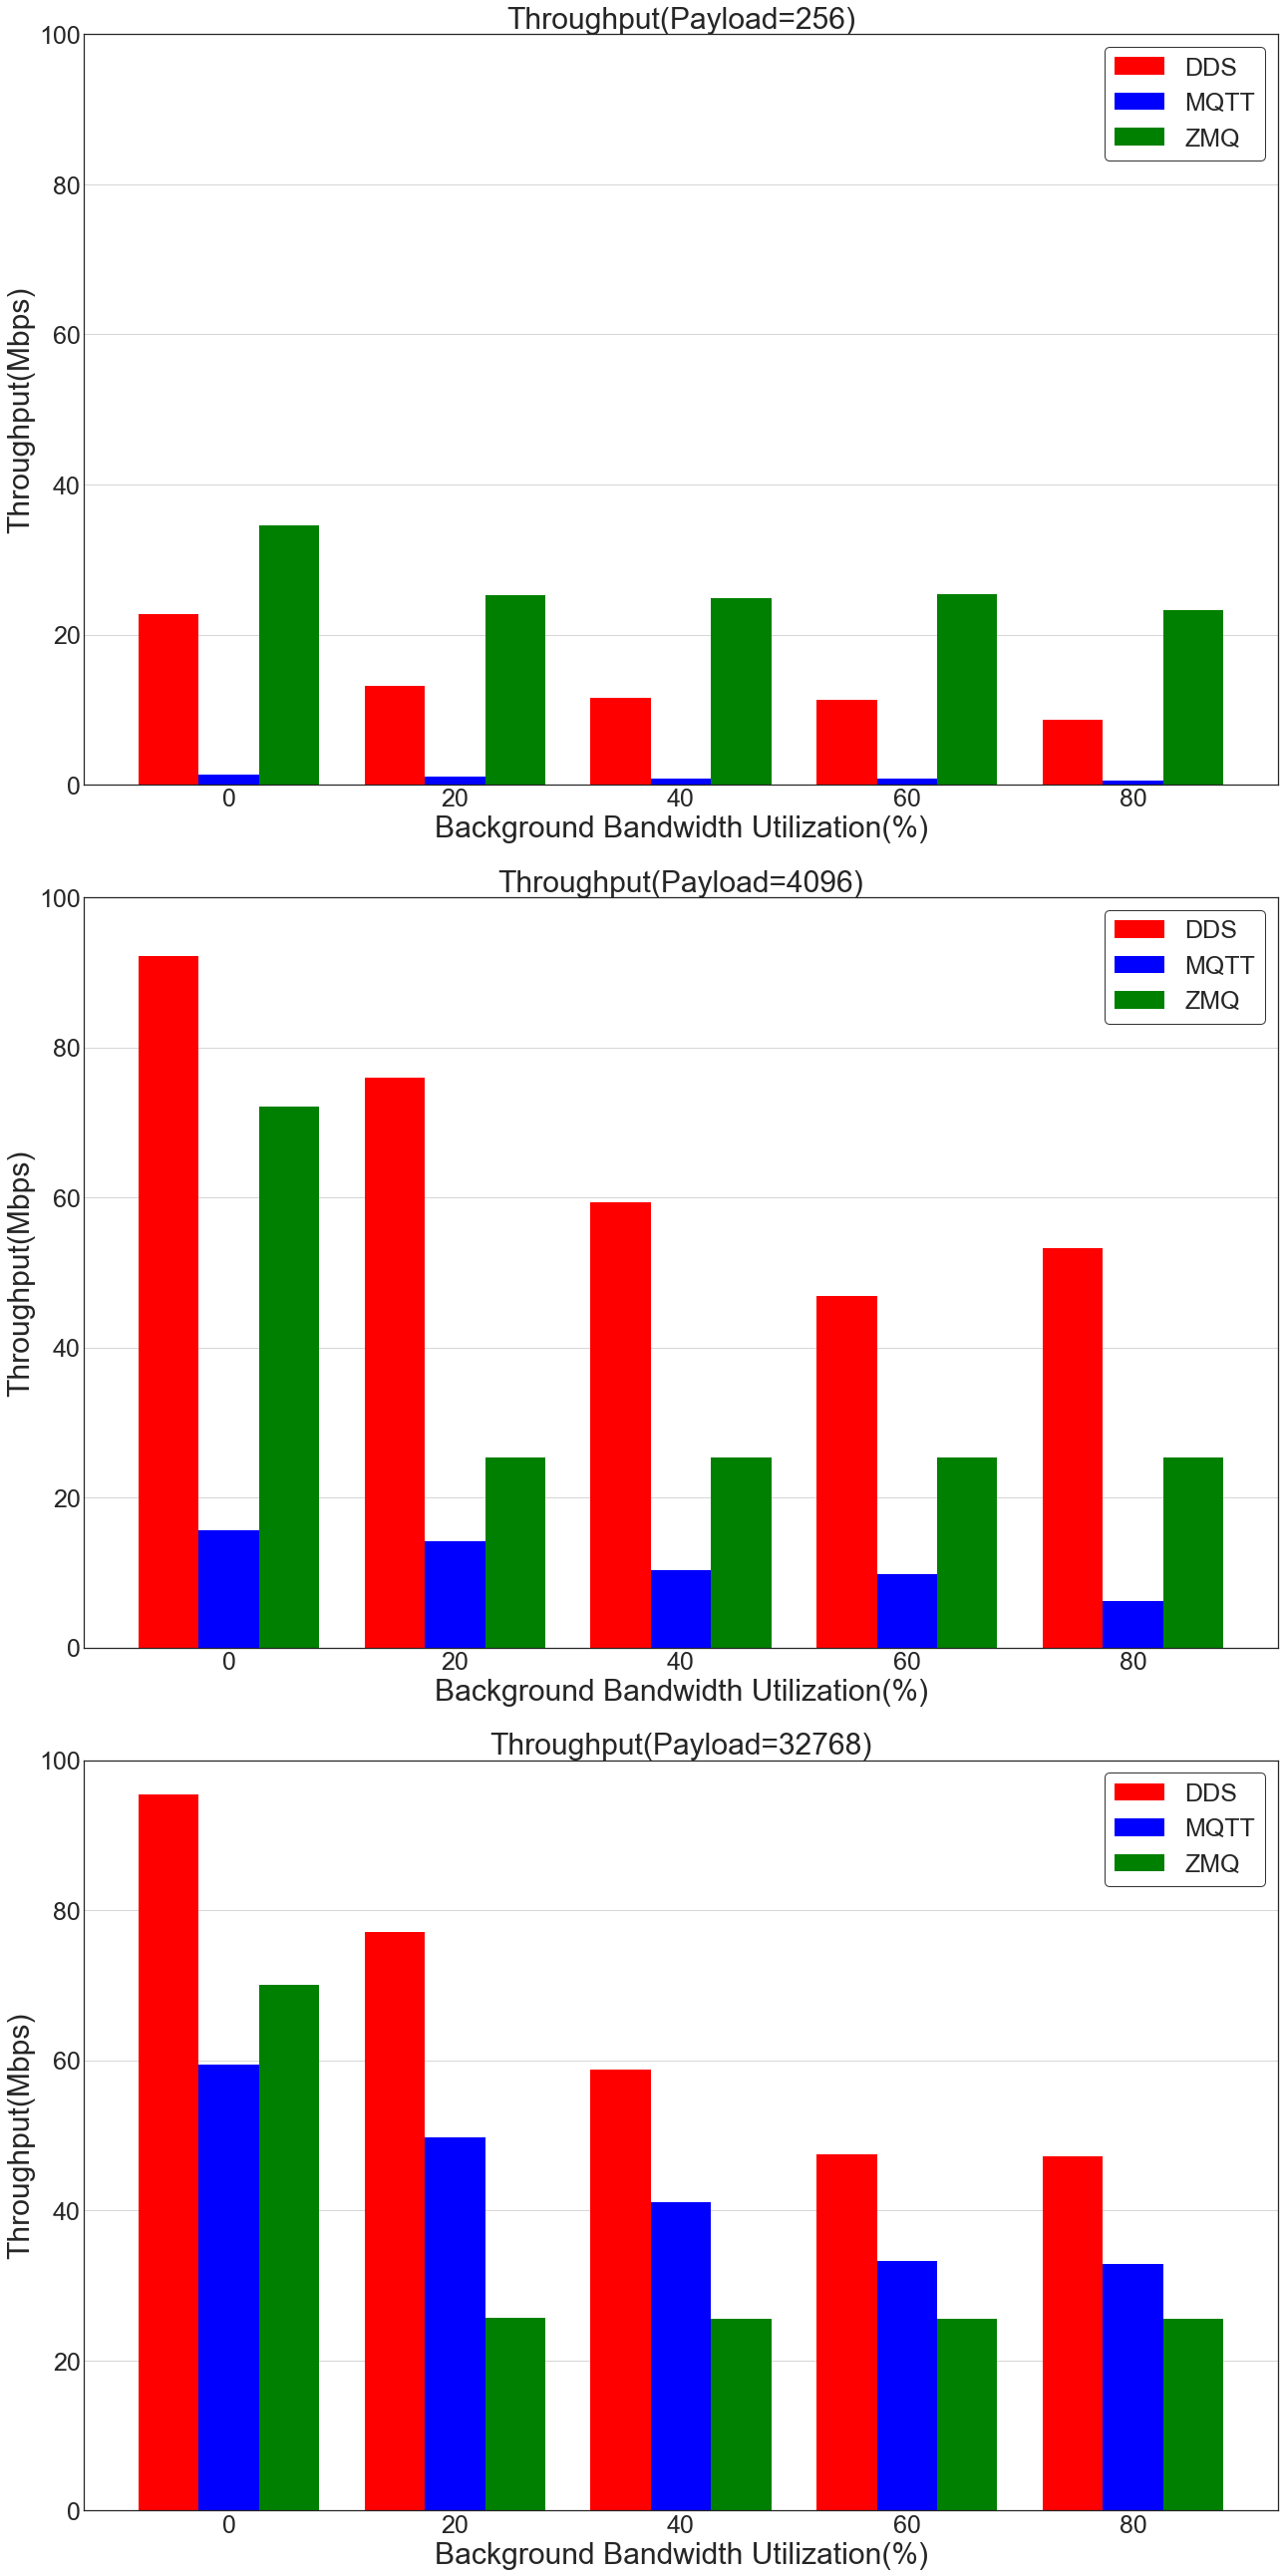 Throughput(Payload=256)
100
80
60
40
20
0
Throughput(Mbps)
DDS
MQTT
ZMQ
0 20 40 60 80
Background Bandwidth Utilization(%)
Throughput(Payload=4096)
100
80
60
40
20
0
Throughput(Mbps)
DDS
MQTT
ZMQ
0 20 40 60 80
Background Bandwidth Utilization(%)
Throughput(Payload=32768)
100
80
60
40
20
0
Throughput(Mbps)
DDS
MQTT
ZMQ
0 20 40 60 80
Background Bandwidth Utilization(%)